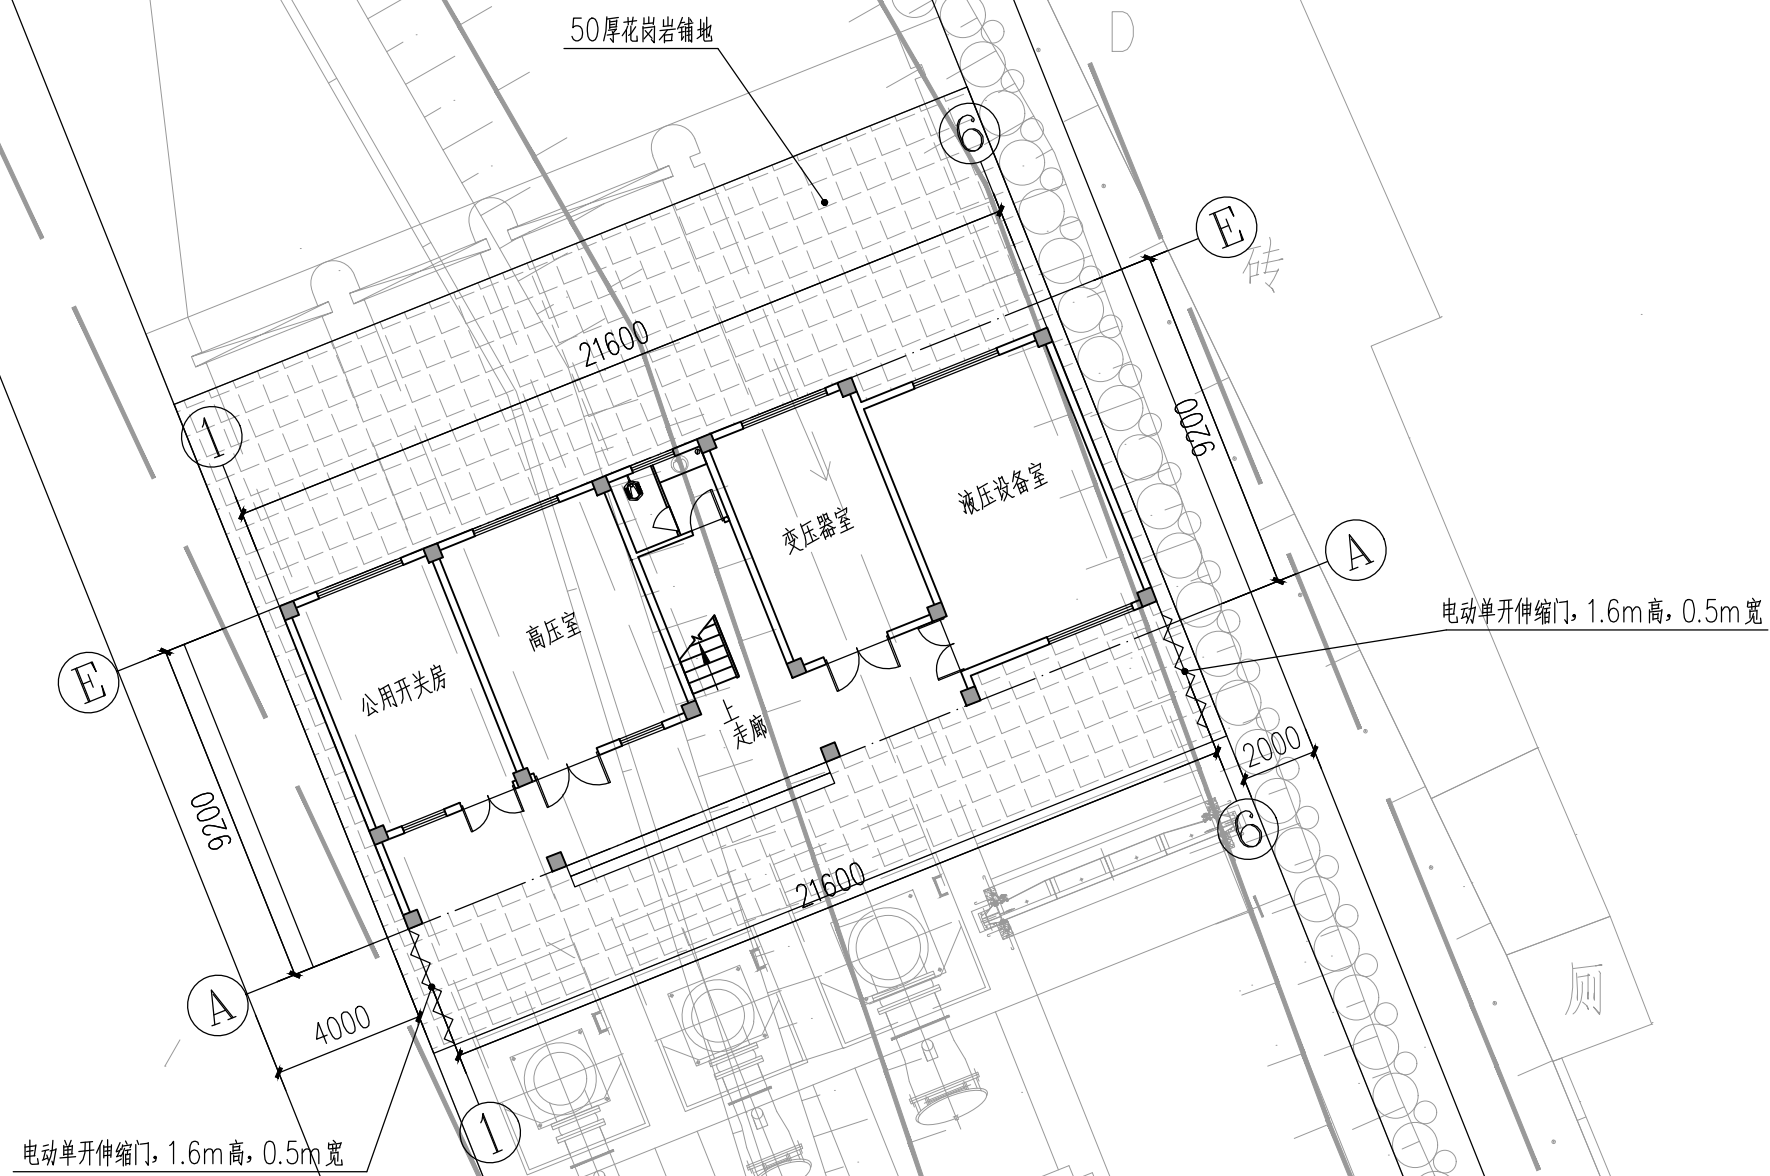 50厚花岗岩铺地
D
6
E
砖
21600
1
9200
液压设备室
变压器室
A
高压室
电动单开伸缩门，1.6m高，0.5m宽
公用开关房
E
上
走廊
2000
9200
6
21600
A
4000
厕
1
电动单开伸缩门，1.6m高，0.5m宽